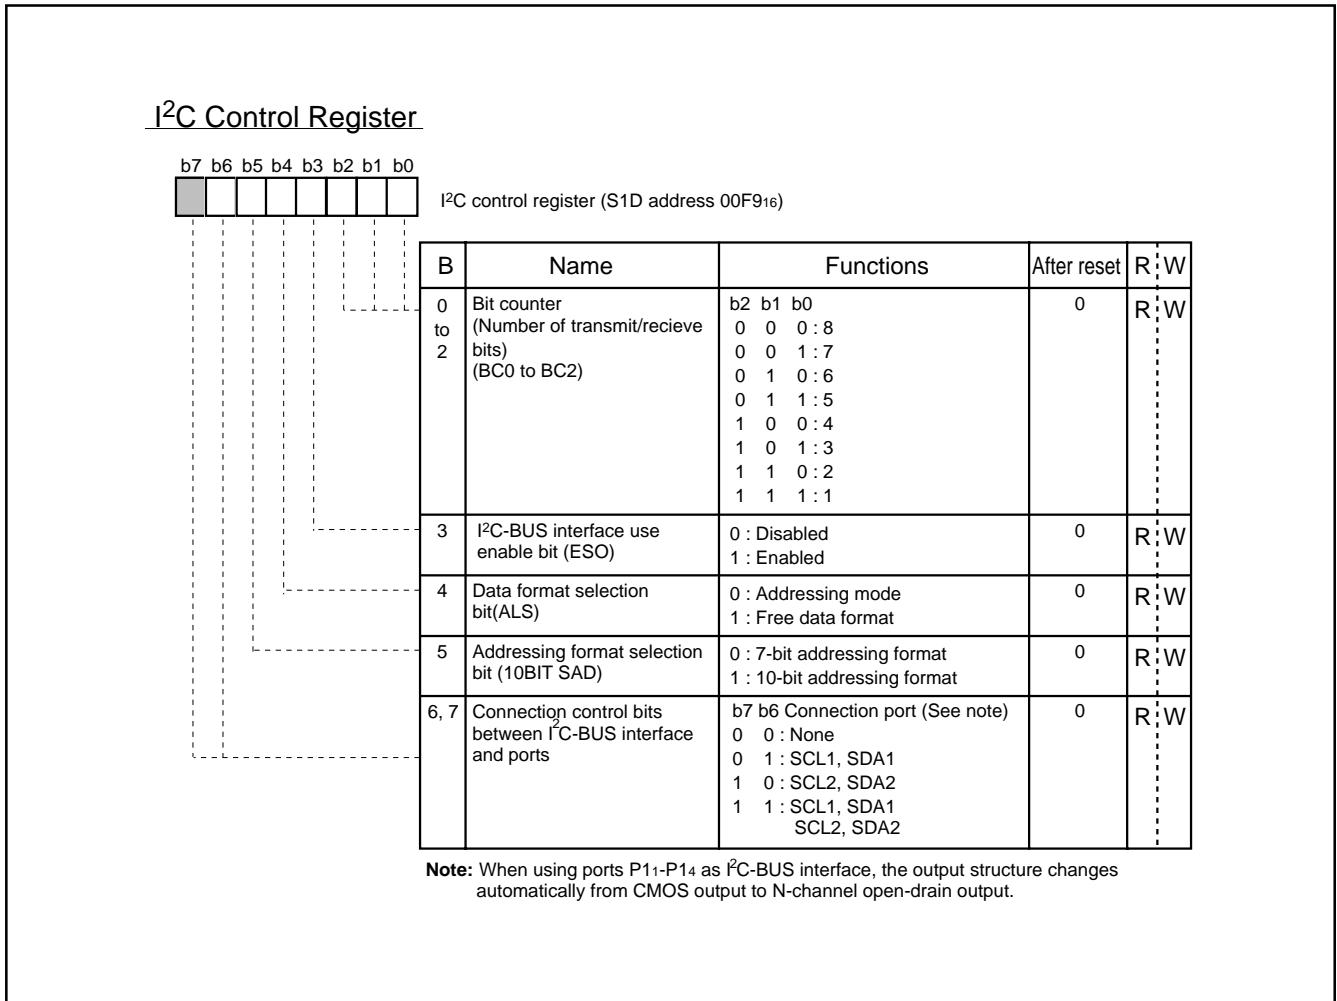 I²C Control Register
b7 b6 b5 b4 b3 b2 b1 b0
I²C control register (S1D address 00F9₁₆)
B Name Functions After reset R W
0 to 2 Bit counter b2 b1 b0 0 R W
(Number of transmit/recieve 0 0 0 : 8
bits) 0 0 1 : 7
(BC0 to BC2) 0 1 0 : 6
0 1 1 : 5
1 0 0 : 4
1 0 1 : 3
1 1 0 : 2
1 1 1 : 1
3 I²C-BUS interface use 0 : Disabled 0 R W
enable bit (ESO) 1 : Enabled
4 Data format selection 0 : Addressing mode 0 R W
bit(ALS) 1 : Free data format
5 Addressing format selection 0 : 7-bit addressing format 0 R W
bit (10BIT SAD) 1 : 10-bit addressing format
6, 7 Connection control bits b7 b6 Connection port (See note) 0 R W
between I²C-BUS interface 0 0 : None
and ports 0 1 : SCL1, SDA1
1 0 : SCL2, SDA2
1 1 : SCL1, SDA1
SCL2, SDA2
Note: When using ports P1₁-P1₄ as I²C-BUS interface, the output structure changes
automatically from CMOS output to N-channel open-drain output.